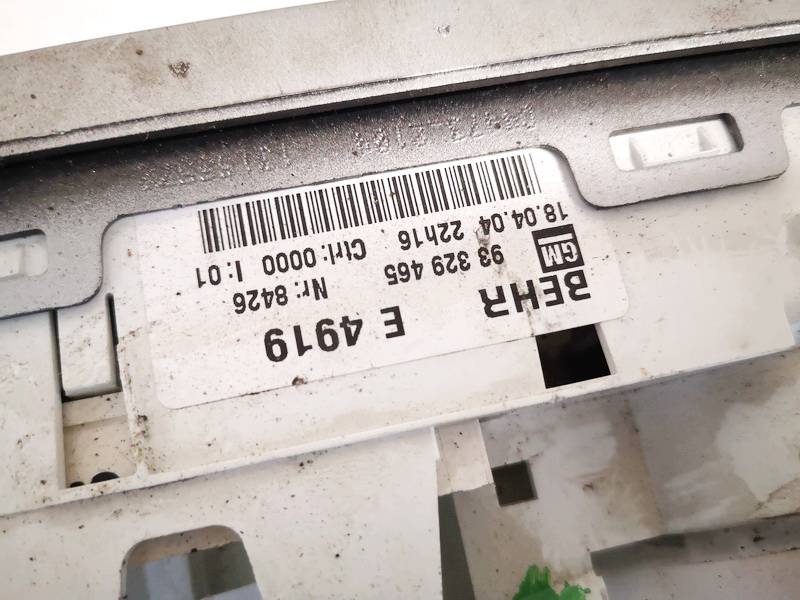 BEHR E 4919
GM 93 329 465 Nr: 8426
18.04.04 22h16 Ctrl: 0000 I: 01